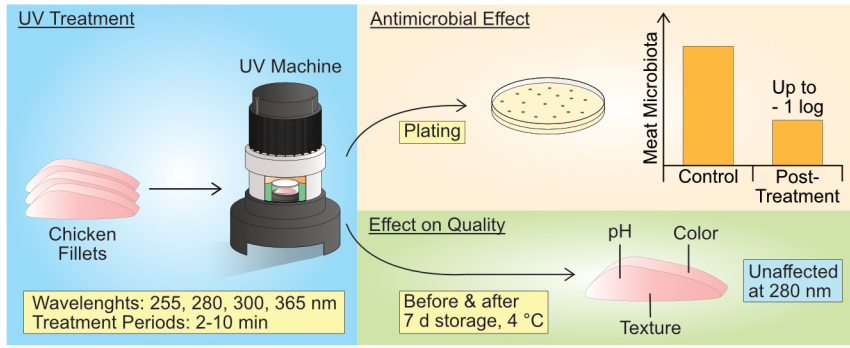 UV Treatment
UV Machine
Chicken
Fillets
Wavelenghts: 255, 280, 300, 365 nm
Treatment Periods: 2-10 min
Antimicrobial Effect
Plating
Meat Microbiota
Up to
- 1 log
Control
Post-
Treatment
Effect on Quality
Before & after
7 d storage, 4 °C
pH
Color
Texture
Unaffected
at 280 nm